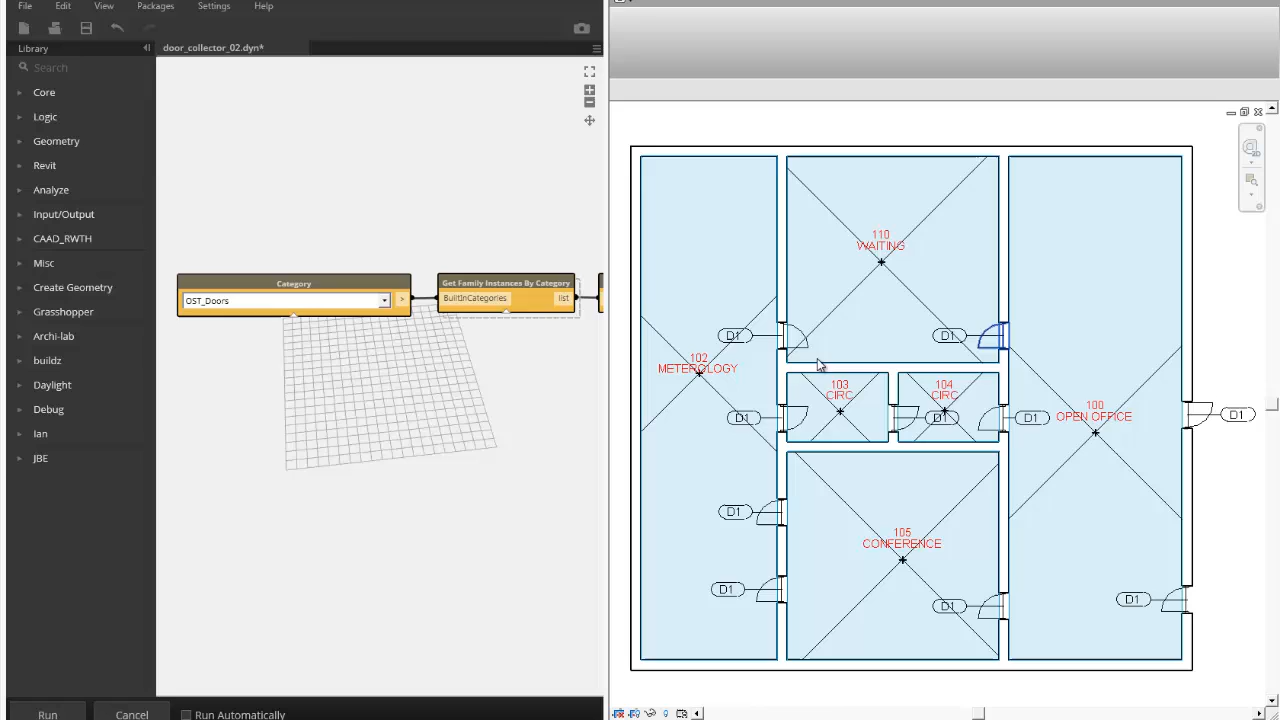 File Edit View Packages Settings Help
Library
door_collector_02.dyn*
Search
Core
Logic
Geometry
Revit
Analyze
Input/Output
CAAD_RWTH
Misc
Create Geometry
Grasshopper
Archi-lab
buildz
Daylight
Debug
Ian
JBE
Category
OST_Doors
>
Get Family Instances By Category
BuiltInCategories
list
Run
Cancel
Run Automatically
2D
110
WAITING
D1
D1
102
METEROLOGY
103
CIRC
104
CIRC
100
OPEN OFFICE
D1
D1
D1
D1
D1
105
CONFERENCE
D1
D1
D1